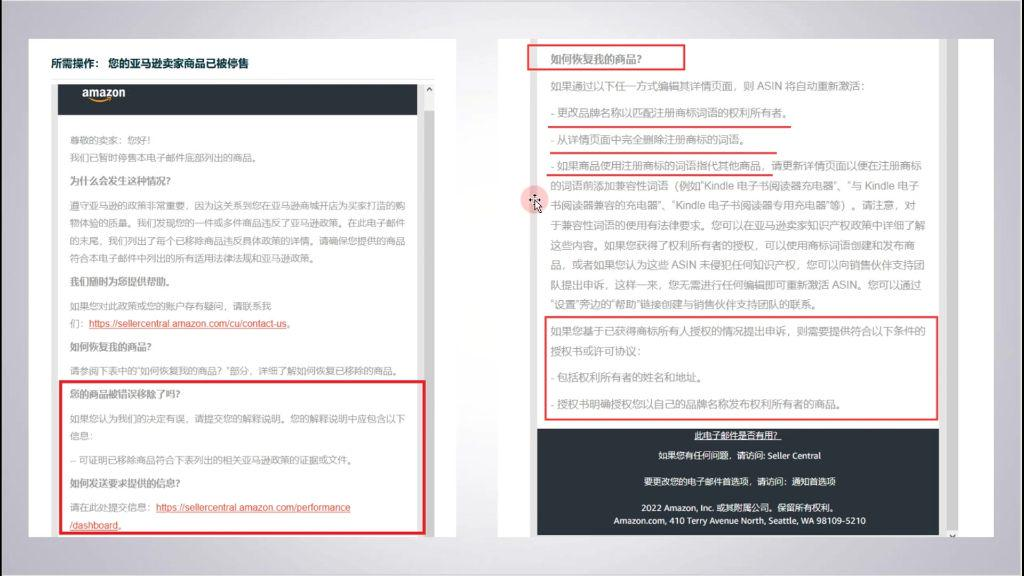 所需操作： 您的亚马逊卖家商品已被停售
amazon
尊敬的卖家：您好！
我们已暂时停售本电子邮件底部列出的商品。
为什么会发生这种情况?
遵守亚马逊的政策非常重要，因为这关系到您在亚马逊商城开店为买家打造的购
物体验的质量。我们发现您的一件或多件商品违反了亚马逊政策。在此电子邮件
的末尾，我们列出了每个已移除商品违反具体政策的详情。请确保您提供的商品
符合本电子邮件中列出的所有适用法律法规和亚马逊政策。
我们随时为您提供帮助。
如果您对此政策或您的账户存有疑问，请联系我
们：https://sellercentral.amazon.com/cu/contact-us。
如何恢复我的商品?
请参阅下表中的“如何恢复我的商品？”部分，详细了解如何恢复已移除的商品。
您的商品被错误移除了吗?
如果您认为我们的决定有误，请提交您的解释说明。您的解释说明中应包含以下
信息:
-- 可证明已移除商品符合下表列出的相关亚马逊政策的证据或文件。
如何发送要求提供的信息?
请在此处提交信息：https://sellercentral.amazon.com/performance
/dashboard。
如何恢复我的商品?
如果通过以下任一方式编辑其详情页面，则 ASIN 将自动重新激活：
- 更改品牌名称以匹配注册商标词语的权利所有者。
- 从详情页面中完全删除注册商标的词语。
- 如果商品使用注册商标的词语指代其他商品，请更新详情页面以便在注册商标
的词语前添加兼容性词语（例如“Kindle 电子书阅读器充电器”、“与 Kindle 电子
书阅读器兼容的充电器”、“Kindle 电子书阅读器专用充电器”等）。请注意，对
于兼容性词语的使用有法律要求。您可以在亚马逊卖家知识产权政策中详细了解
这些内容。如果您获得了权利所有者的授权，可以使用商标词语创建和发布商
品，或者如果您认为这些 ASIN 未侵犯任何知识产权，您可以向销售伙伴支持团
队提出申诉，这样一来，您无需进行任何编辑即可重新激活 ASIN。您可以通过
“设置”旁边的“帮助”链接创建与销售伙伴支持团队的联系。
如果您基于已获得商标所有人授权的情况提出申诉，则需要提供符合以下条件的
授权书或许可协议：
- 包括权利所有者的姓名和地址。
- 授权书明确授权您以自己的品牌名称发布权利所有者的商品。
此电子邮件是否有用？
如果您有任何问题，请访问: Seller Central
要更改您的电子邮件首选项，请访问：通知首选项
2022 Amazon, Inc. 或其附属公司。保留所有权利。
Amazon.com, 410 Terry Avenue North, Seattle, WA 98109-5210